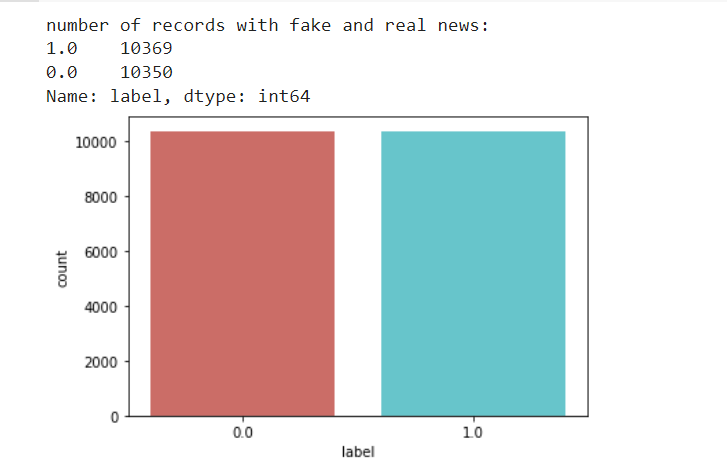 number of records with fake and real news:
1.0    10369
0.0    10350
Name: label, dtype: int64
10000
8000
6000
4000
2000
0
count
0.0 1.0
label